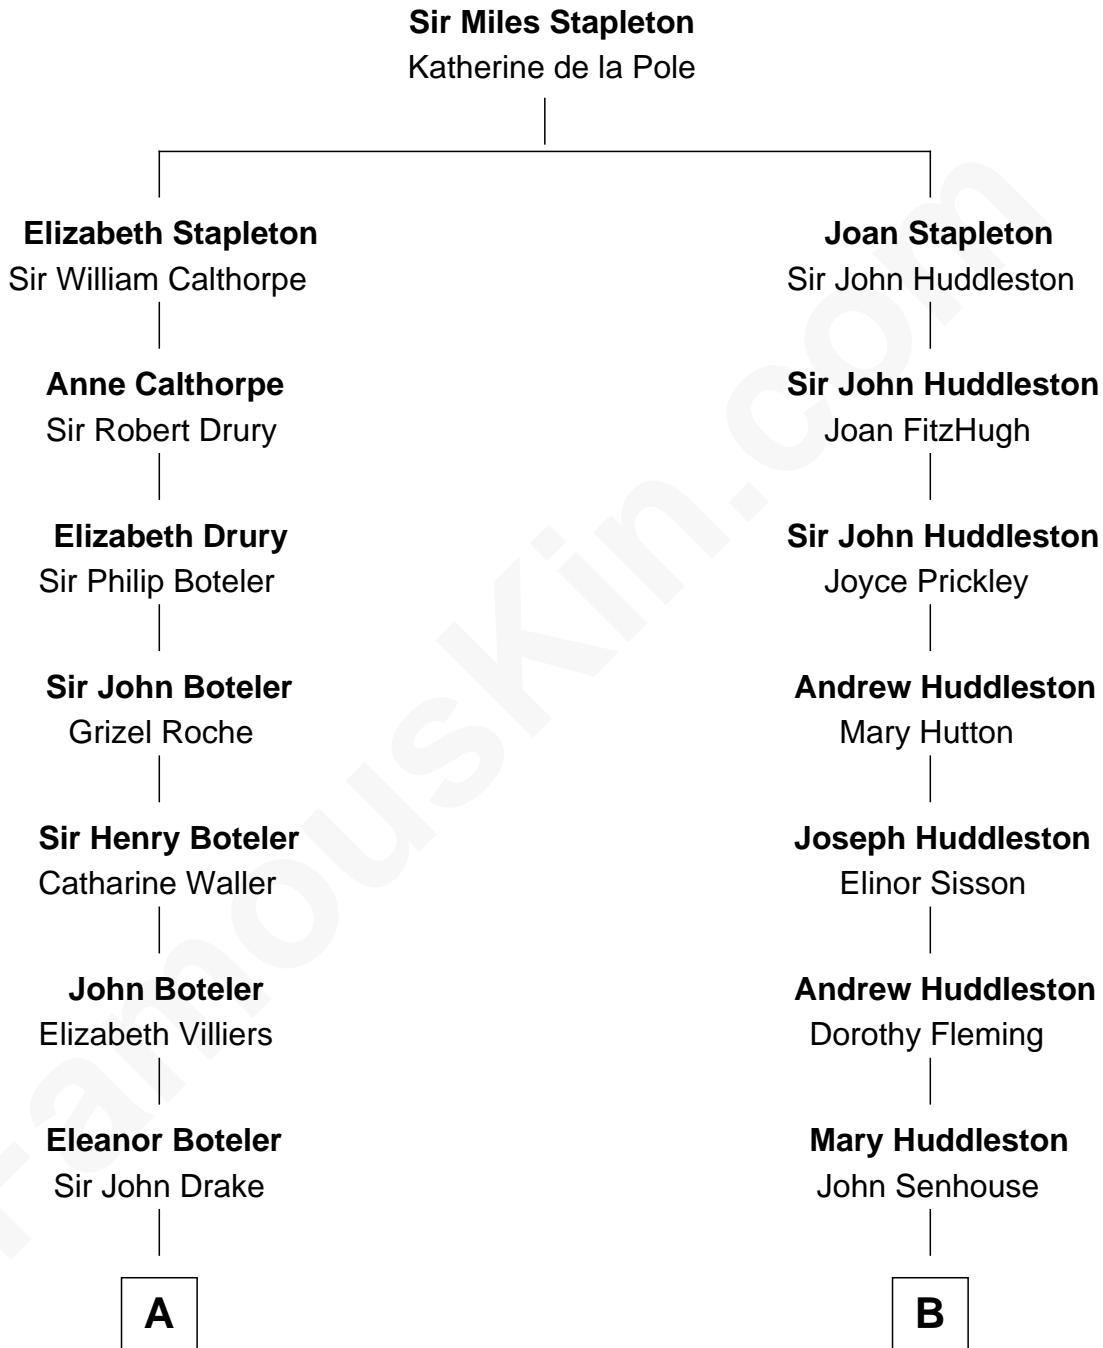 Sir Miles Stapleton
Katherine de la Pole
Elizabeth Stapleton
Sir William Calthorpe
Joan Stapleton
Sir John Huddleston
Anne Calthorpe
Sir Robert Drury
Sir John Huddleston
Joan FitzHugh
Elizabeth Drury
Sir Philip Boteler
Sir John Huddleston
Joyce Prickley
Sir John Boteler
Grizel Roche
Andrew Huddleston
Mary Hutton
Sir Henry Boteler
Catharine Waller
Joseph Huddleston
Elinor Sisson
John Boteler
Elizabeth Villiers
Andrew Huddleston
Dorothy Fleming
Eleanor Boteler
Sir John Drake
Mary Huddleston
John Senhouse
A
B
FamousKin.com